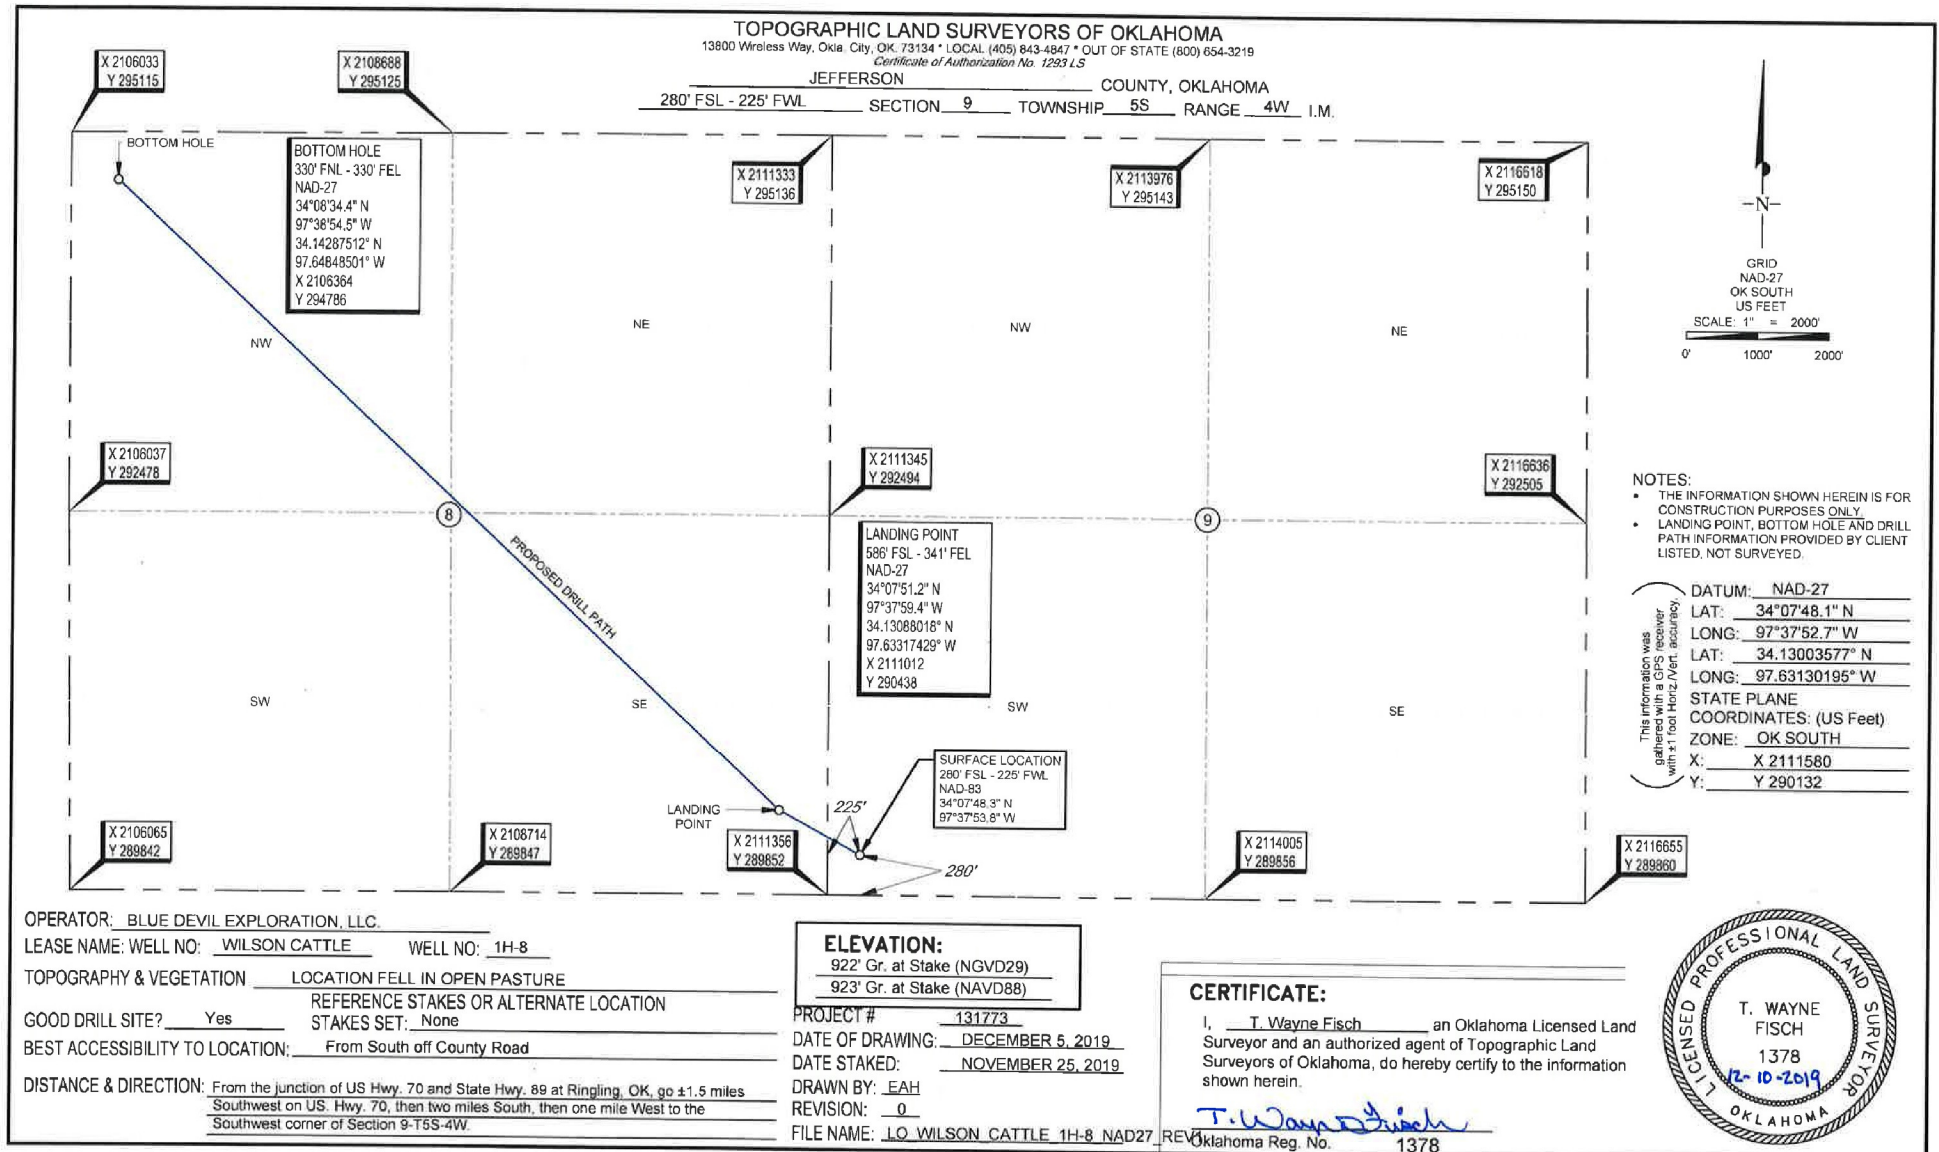 TOPOGRAPHIC LAND SURVEYORS OF OKLAHOMA
13800 Wireless Way, Okla. City, OK. 73134 * LOCAL (405) 843-4847 * OUT OF STATE (800) 654-3219
Certificate of Authorization No. 1293 LS
JEFFERSON COUNTY, OKLAHOMA
280' FSL - 225' FWL SECTION 9 TOWNSHIP 5S RANGE 4W I.M.
X 2106033
Y 295115
X 2108688
Y 295125
BOTTOM HOLE
BOTTOM HOLE
330' FNL - 330' FEL
NAD-27
34°08'34.4" N
97°38'54.5" W
34.14287512° N
97.64848501° W
X 2106364
Y 294786
X 2111333
Y 295136
X 2113976
Y 295143
X 2116618
Y 295150
-N-
GRID
NAD-27
OK SOUTH
US FEET
SCALE: 1" = 2000'
0' 1000' 2000'
NW
NE
NW
NE
X 2106037
Y 292478
X 2111345
Y 292494
X 2116636
Y 292505
8
9
PROPOSED DRILL PATH
LANDING POINT
586' FSL - 341' FEL
NAD-27
34°07'51.2" N
97°37'59.4" W
34.13088018° N
97.63317429° W
X 2111012
Y 290438
NOTES:
• THE INFORMATION SHOWN HEREIN IS FOR
CONSTRUCTION PURPOSES ONLY.
• LANDING POINT, BOTTOM HOLE AND DRILL
PATH INFORMATION PROVIDED BY CLIENT
LISTED, NOT SURVEYED.
This information was
gathered with a GPS receiver
with ±1 foot Horiz./Vert. accuracy.
DATUM: NAD-27
LAT: 34°07'48.1" N
LONG: 97°37'52.7" W
LAT: 34.13003577° N
LONG: 97.63130195° W
STATE PLANE
COORDINATES: (US Feet)
ZONE: OK SOUTH
X: X 2111580
Y: Y 290132
SW
SE
SW
SE
SURFACE LOCATION
280' FSL - 225' FWL
NAD-83
34°07'48.3" N
97°37'53.8" W
LANDING
POINT
225'
280'
X 2106065
Y 289842
X 2108714
Y 289847
X 2111356
Y 289852
X 2114005
Y 289856
X 2116655
Y 289860
OPERATOR: BLUE DEVIL EXPLORATION, LLC.
LEASE NAME: WELL NO: WILSON CATTLE WELL NO: 1H-8
TOPOGRAPHY & VEGETATION LOCATION FELL IN OPEN PASTURE
REFERENCE STAKES OR ALTERNATE LOCATION
GOOD DRILL SITE? Yes STAKES SET: None
BEST ACCESSIBILITY TO LOCATION: From South off County Road
DISTANCE & DIRECTION: From the junction of US Hwy. 70 and State Hwy. 89 at Ringling, OK, go ±1.5 miles
Southwest on US. Hwy. 70, then two miles South, then one mile West to the
Southwest corner of Section 9-T5S-4W.
ELEVATION:
922' Gr. at Stake (NGVD29)
923' Gr. at Stake (NAVD88)
PROJECT # 131773
DATE OF DRAWING: DECEMBER 5, 2019
DATE STAKED: NOVEMBER 25, 2019
DRAWN BY: EAH
REVISION: 0
FILE NAME: LO_WILSON_CATTLE_1H-8_NAD27_REV
CERTIFICATE:
I, T. Wayne Fisch an Oklahoma Licensed Land
Surveyor and an authorized agent of Topographic Land
Surveyors of Oklahoma, do hereby certify to the information
shown herein.
T. Wayne Fisch
Oklahoma Reg. No. 1378
LICENSED PROFESSIONAL LAND SURVEYOR
T. WAYNE
FISCH
1378
12-10-2019
OKLAHOMA